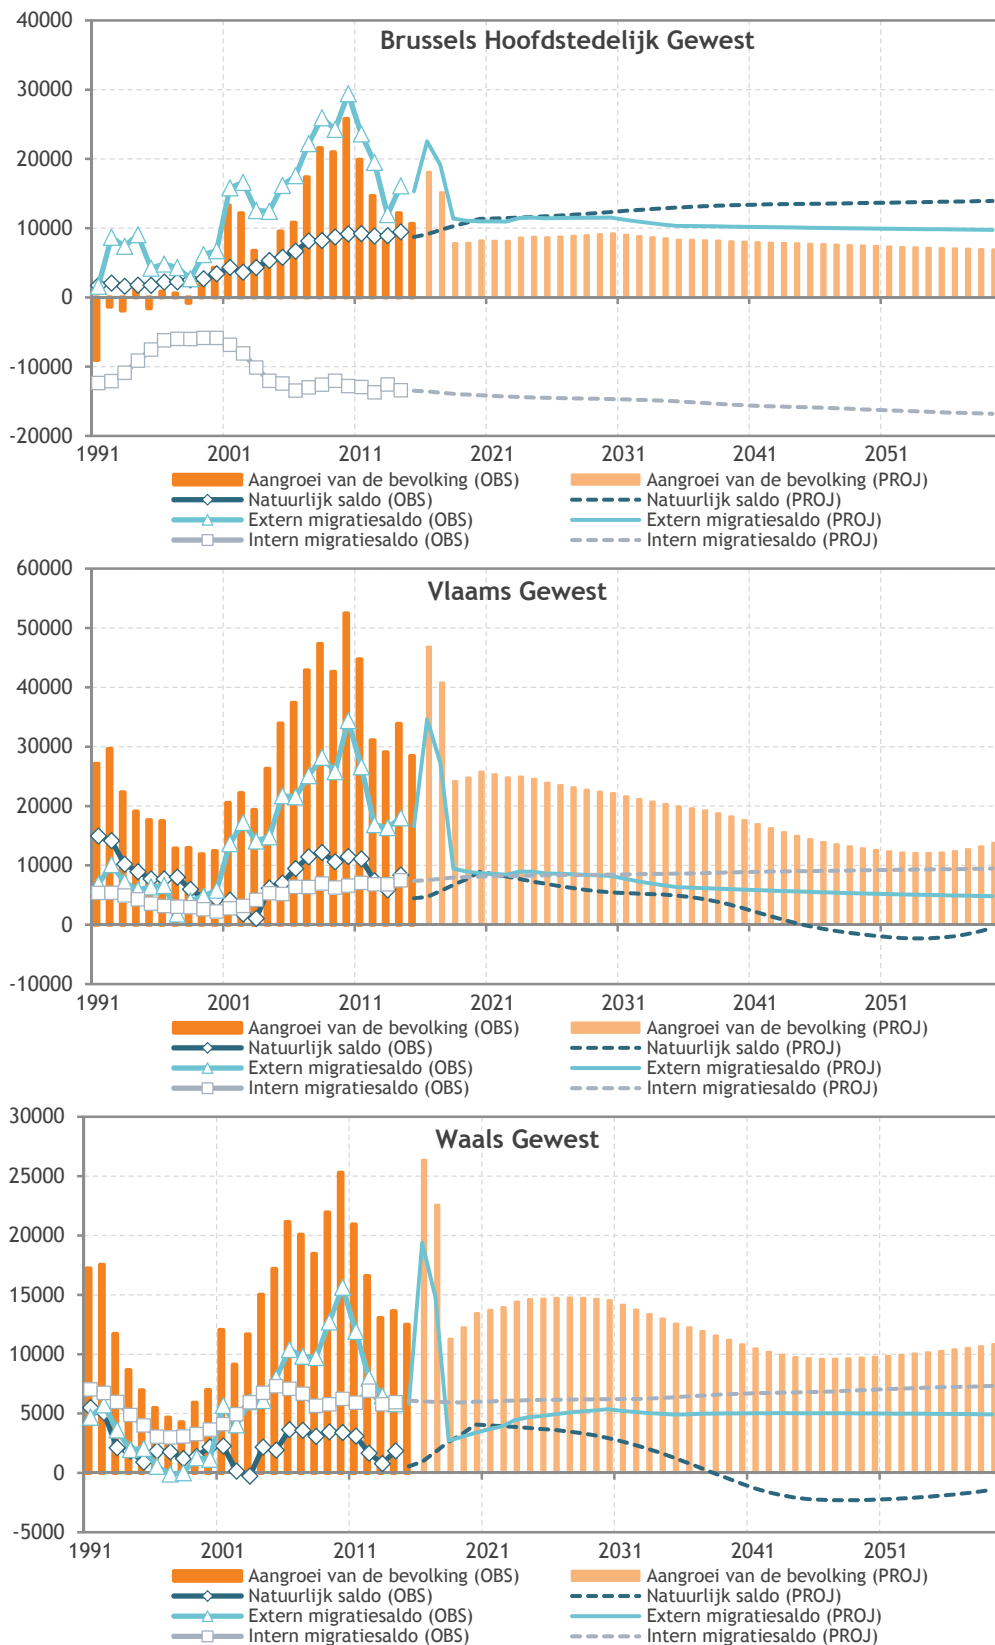 Brussels Hoofdstedelijk Gewest
40000
30000
20000
10000
0
-10000
-20000
1991 2001 2011 2021 2031 2041 2051
Aangroei van de bevolking (OBS) Aangroei van de bevolking (PROJ)
Natuurlijk saldo (OBS) Natuurlijk saldo (PROJ)
Extern migratiesaldo (OBS) Extern migratiesaldo (PROJ)
Intern migratiesaldo (OBS) Intern migratiesaldo (PROJ)
Vlaams Gewest
60000
50000
40000
30000
20000
10000
0
-10000
1991 2001 2011 2021 2031 2041 2051
Aangroei van de bevolking (OBS) Aangroei van de bevolking (PROJ)
Natuurlijk saldo (OBS) Natuurlijk saldo (PROJ)
Extern migratiesaldo (OBS) Extern migratiesaldo (PROJ)
Intern migratiesaldo (OBS) Intern migratiesaldo (PROJ)
Waals Gewest
30000
25000
20000
15000
10000
5000
0
-5000
1991 2001 2011 2021 2031 2041 2051
Aangroei van de bevolking (OBS) Aangroei van de bevolking (PROJ)
Natuurlijk saldo (OBS) Natuurlijk saldo (PROJ)
Extern migratiesaldo (OBS) Extern migratiesaldo (PROJ)
Intern migratiesaldo (OBS) Intern migratiesaldo (PROJ)